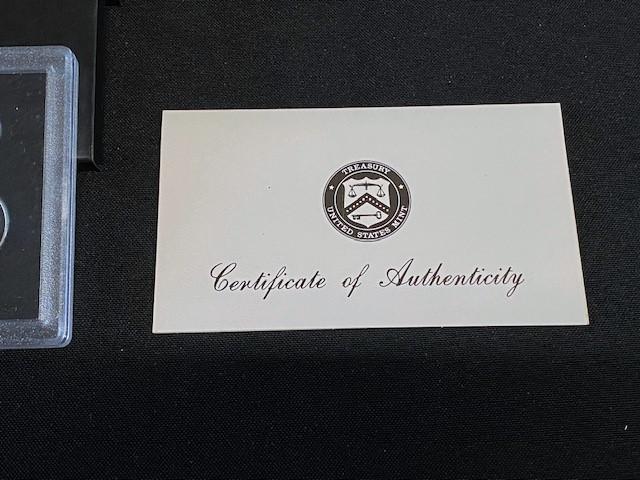 TREASURY
UNITED STATES MINT
Certificate of Authenticity